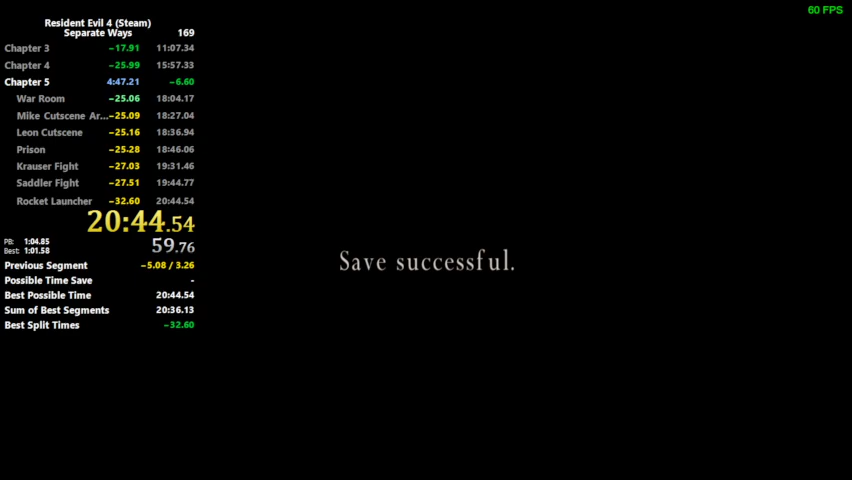 60 FPS
Resident Evil 4 (Steam)
Separate Ways 169
Chapter 3 −17.91 11:07.34
Chapter 4 −25.99 15:57.33
Chapter 5 4:47.21 −6.60
War Room −25.06 18:04.17
Mike Cutscene Ar... −25.09 18:27.04
Leon Cutscene −25.16 18:36.94
Prison −25.28 18:46.06
Krauser Fight −27.03 19:31.46
Saddler Fight −27.51 19:44.77
Rocket Launcher −32.60 20:44.54
20:44.54
PB: 1:04.85 59.76
Best: 1:01.58
Previous Segment −5.08 / 3.26
Possible Time Save -
Best Possible Time 20:44.54
Sum of Best Segments 20:36.13
Best Split Times −32.60
Save successful.